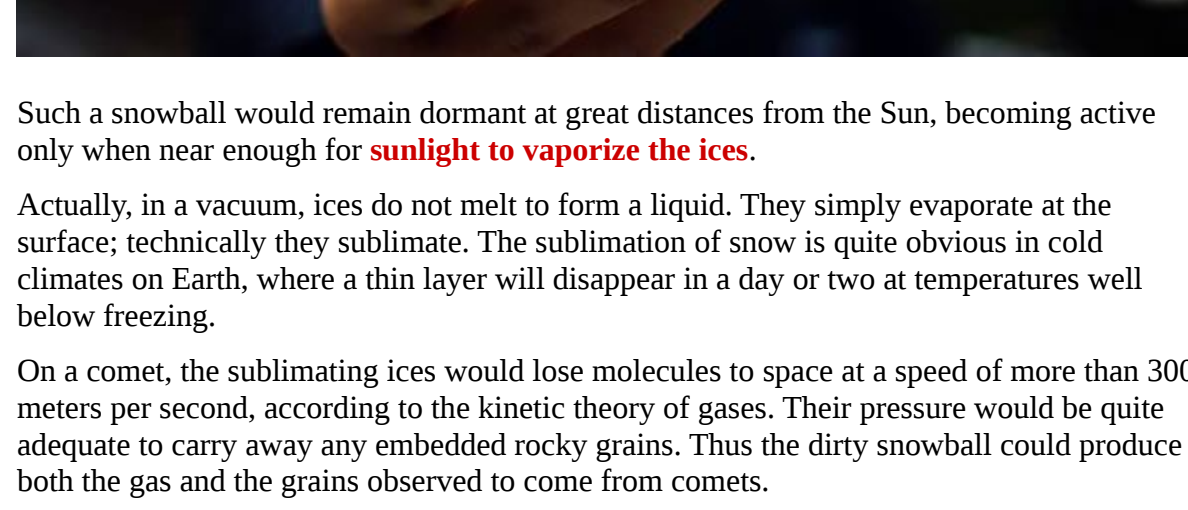 Such a snowball would remain dormant at great distances from the Sun, becoming active
only when near enough for sunlight to vaporize the ices.
Actually, in a vacuum, ices do not melt to form a liquid. They simply evaporate at the
surface; technically they sublimate. The sublimation of snow is quite obvious in cold
climates on Earth, where a thin layer will disappear in a day or two at temperatures well
below freezing.
On a comet, the sublimating ices would lose molecules to space at a speed of more than 300
meters per second, according to the kinetic theory of gases. Their pressure would be quite
adequate to carry away any embedded rocky grains. Thus the dirty snowball could produce
both the gas and the grains observed to come from comets.